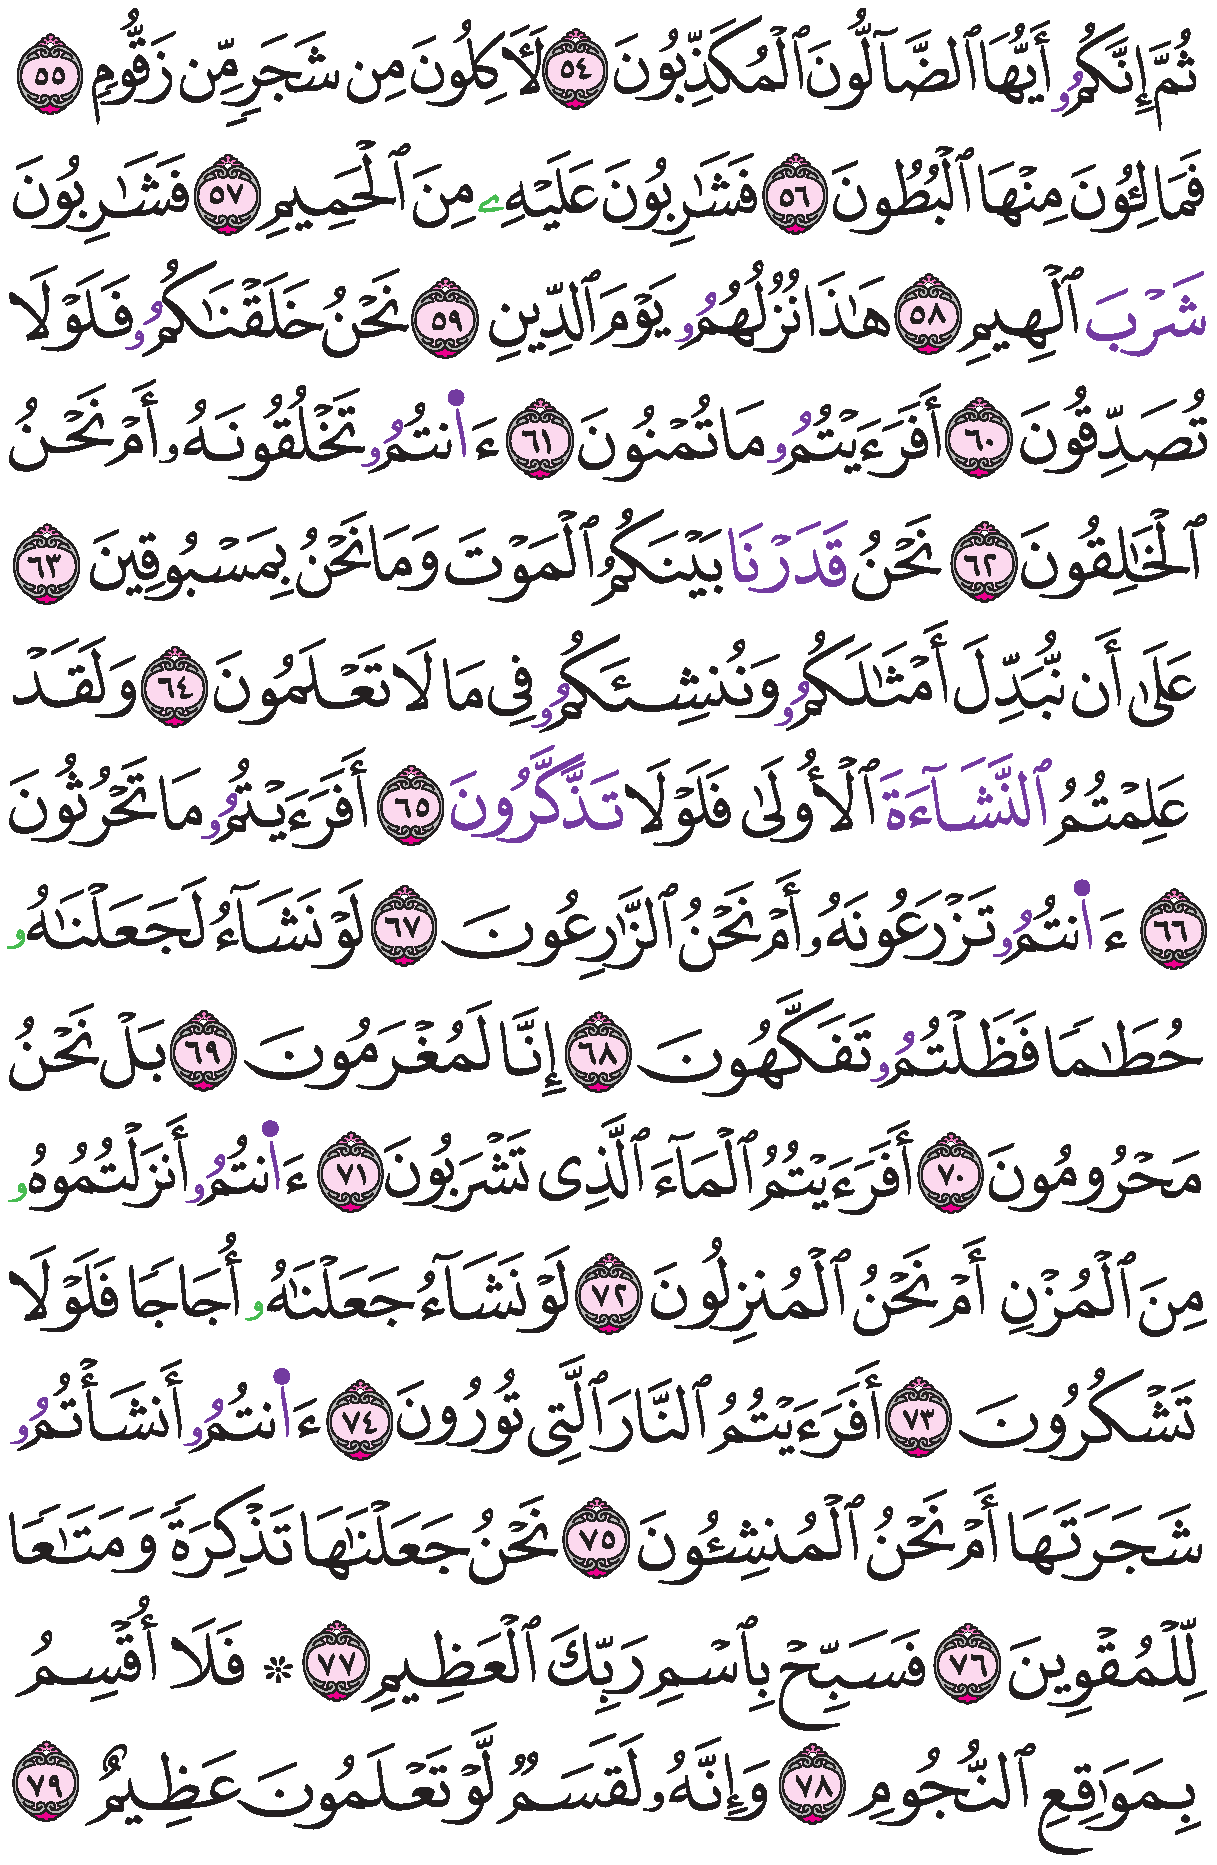 ثُمَّ إِنَّكُمُۥ أَيُّهَا ٱلضَّآلُّونَ ٱلۡمُكَذِّبُونَ ٥٤ لَأٓكِلُونَ مِن شَجَرٖ مِّن زَقُّومٖ ٥٥
فَمَالِـُٔونَ مِنۡهَا ٱلۡبُطُونَ ٥٦ فَشَٰرِبُونَ عَلَيۡهِۦ مِنَ ٱلۡحَمِيمِ ٥٧ فَشَٰرِبُونَ
شَرۡبَ ٱلۡهِيمِ ٥٨ هَٰذَا نُزُلُهُمُۥ يَوۡمَ ٱلدِّينِ ٥٩ نَحۡنُ خَلَقۡنَٰكُمُۥ فَلَوۡلَا
تُصَدِّقُونَ ٦٠ أَفَرَءَيۡتُمُۥ مَا تُمۡنُونَ ٦١ ءَا۬نتُمُۥ تَخۡلُقُونَهُۥ أَمۡ نَحۡنُ
ٱلۡخَٰلِقُونَ ٦٢ نَحۡنُ قَدَرۡنَا بَيۡنَكُمُ ٱلۡمَوۡتَ وَمَا نَحۡنُ بِمَسۡبُوقِينَ ٦٣
عَلَىٰ أَن نُّبَدِّلَ أَمۡثَٰلَكُمُۥ وَنُنشِئَكُمُۥ فِي مَا لَا تَعۡلَمُونَ ٦٤ وَلَقَدۡ
عَلِمۡتُمُ ٱلنَّشَآءَةَ ٱلۡأُولَىٰ فَلَوۡلَا تَذَّكَّرُونَ ٦٥ أَفَرَءَيۡتُمُۥ مَا تَحۡرُثُونَ
٦٦ ءَا۬نتُمُۥ تَزۡرَعُونَهُۥ أَمۡ نَحۡنُ ٱلزَّٰرِعُونَ ٦٧ لَوۡ نَشَآءُ لَجَعَلۡنَٰهُۥ
حُطَٰمٗا فَظَلۡتُمُۥ تَفَكَّهُونَ ٦٨ إِنَّا لَمُغۡرَمُونَ ٦٩ بَلۡ نَحۡنُ
مَحۡرُومُونَ ٧٠ أَفَرَءَيۡتُمُ ٱلۡمَآءَ ٱلَّذِي تَشۡرَبُونَ ٧١ ءَا۬نتُمُۥ أَنزَلۡتُمُوهُۥ
مِنَ ٱلۡمُزۡنِ أَمۡ نَحۡنُ ٱلۡمُنزِلُونَ ٧٢ لَوۡ نَشَآءُ جَعَلۡنَٰهُۥ أُجَاجٗا فَلَوۡلَا
تَشۡكُرُونَ ٧٣ أَفَرَءَيۡتُمُ ٱلنَّارَ ٱلَّتِي تُورُونَ ٧٤ ءَا۬نتُمُۥ أَنشَأۡتُمُۥ
شَجَرَتَهَا أَمۡ نَحۡنُ ٱلۡمُنشِـُٔونَ ٧٥ نَحۡنُ جَعَلۡنَٰهَا تَذۡكِرَةٗ وَمَتَٰعٗا
لِّلۡمُقۡوِينَ ٧٦ فَسَبِّحۡ بِٱسۡمِ رَبِّكَ ٱلۡعَظِيمِ ٧٧ ۞ فَلَا أُقۡسِمُ
بِمَوَٰقِعِ ٱلنُّجُومِ ٧٨ وَإِنَّهُۥ لَقَسَمٞ لَّوۡ تَعۡلَمُونَ عَظِيمٌ ٧٩